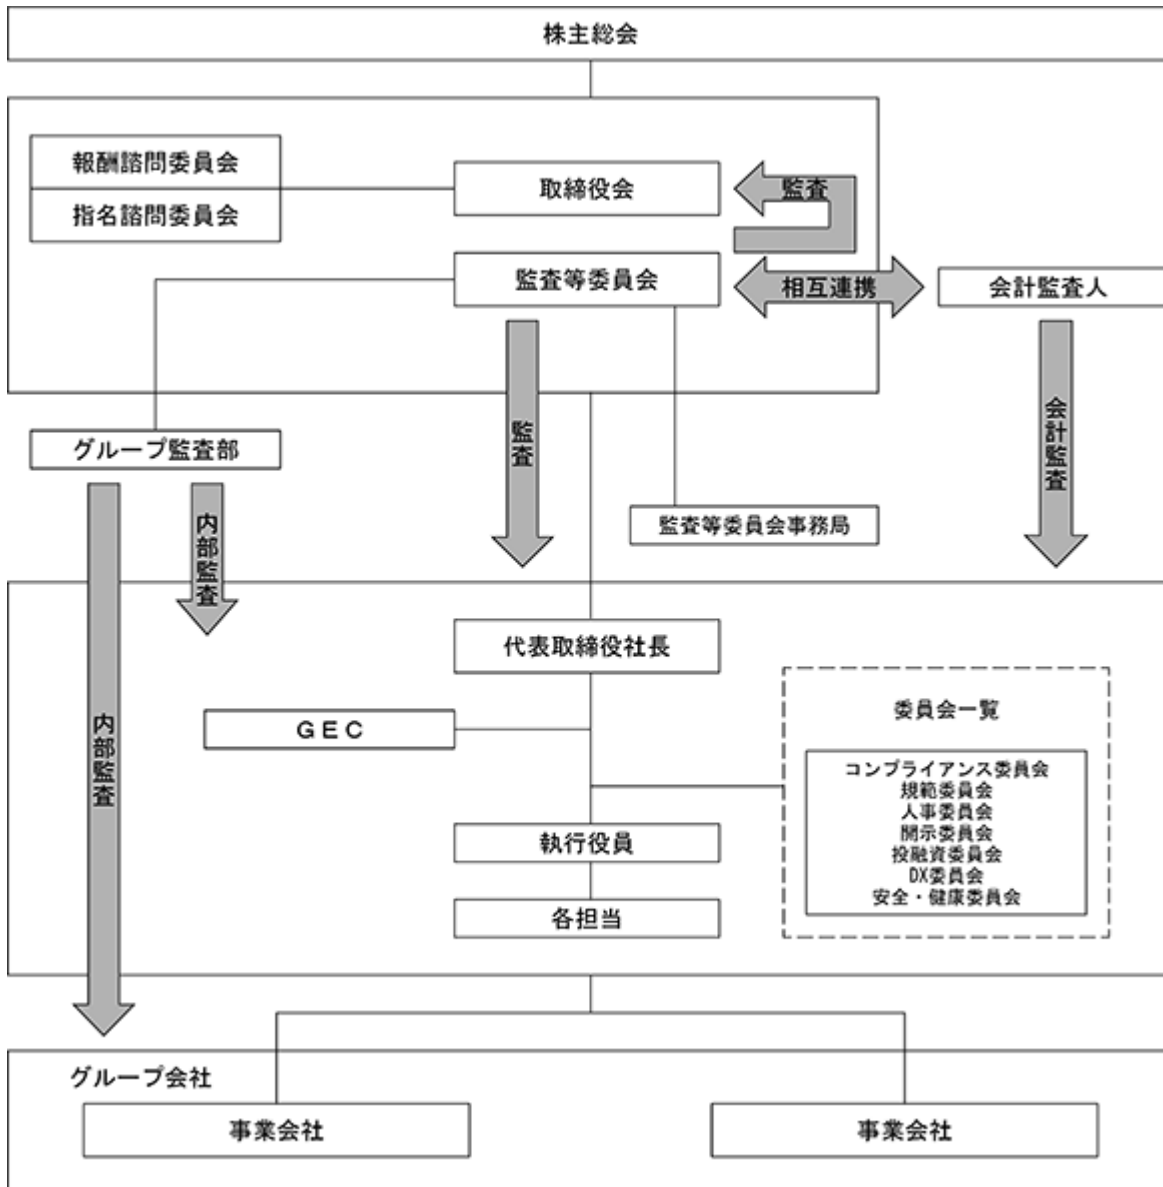 株主総会
報酬諮問委員会
指名諮問委員会
取締役会
監査
監査等委員会
相互連携
会計監査人
グループ監査部
監査
会計監査
内部監査
監査等委員会事務局
内部監査
代表取締役社長
ＧＥＣ
委員会一覧
コンプライアンス委員会
規範委員会
人事委員会
開示委員会
投融資委員会
DX委員会
安全・健康委員会
執行役員
各担当
グループ会社
事業会社
事業会社